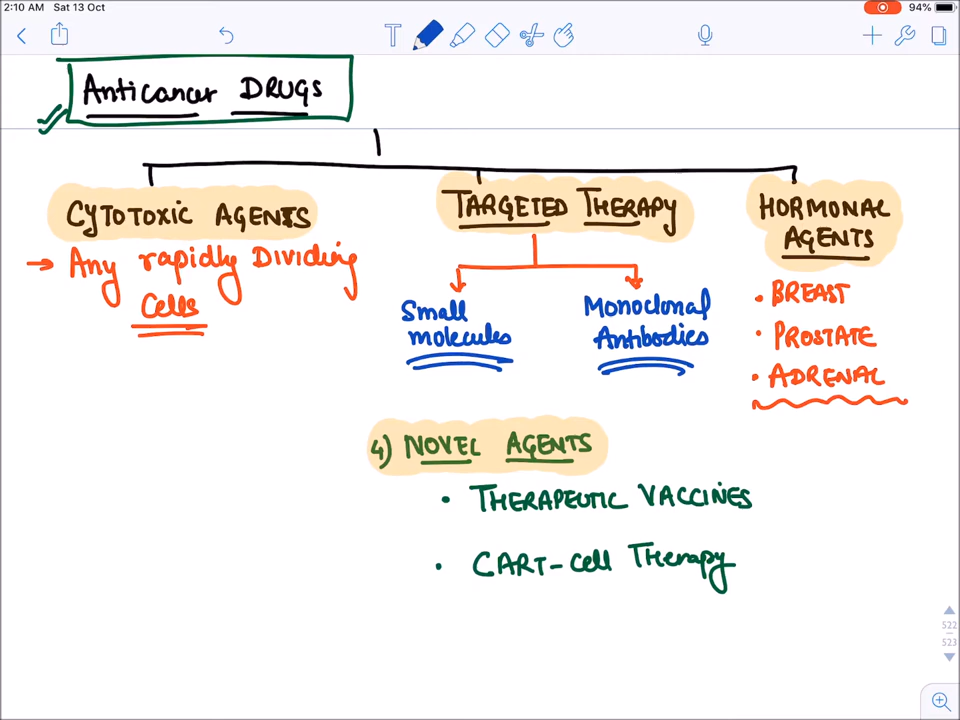 2:10 AM Sat 13 Oct
94%
T
Anticancer DRUGS
CYTOTOXIC AGENTS
TARGETED THERAPY
HORMONAL
AGENTS
→ Any rapidly Dividing
Cells
Small
molecules
Monoclonal
Antibodies
• BREAST
• PROSTATE
• ADRENAL
4) NOVEL AGENTS
• THERAPEUTIC VACCINES
• CART-Cell Therapy
522
523